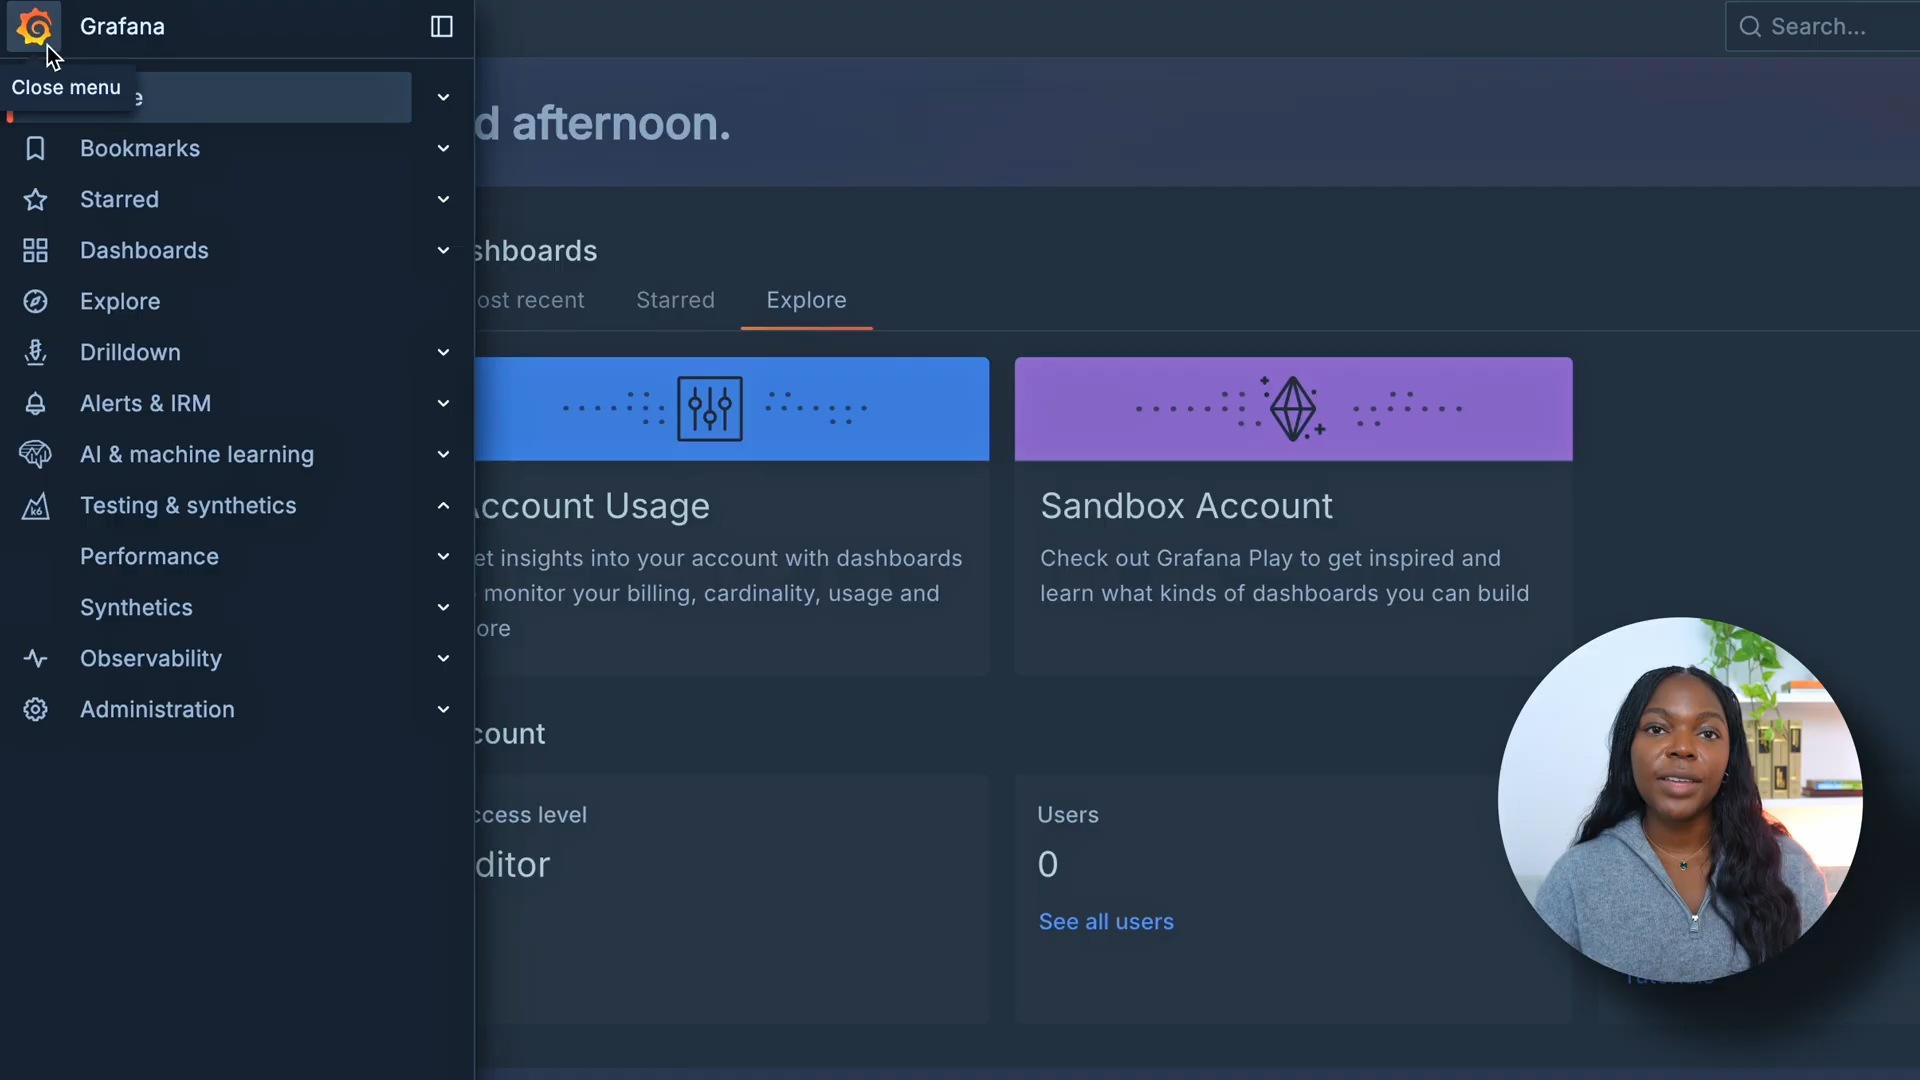 Grafana
Search...
Close menu
e
d afternoon.
Bookmarks
Starred
Dashboards
Explore
Drilldown
Alerts & IRM
AI & machine learning
Testing & synthetics
k6
Performance
Synthetics
Observability
Administration
shboards
ost recent
Starred
Explore
Account Usage
et insights into your account with dashboards
monitor your billing, cardinality, usage and
ore
Sandbox Account
Check out Grafana Play to get inspired and
learn what kinds of dashboards you can build
count
ccess level
ditor
Users
0
See all users